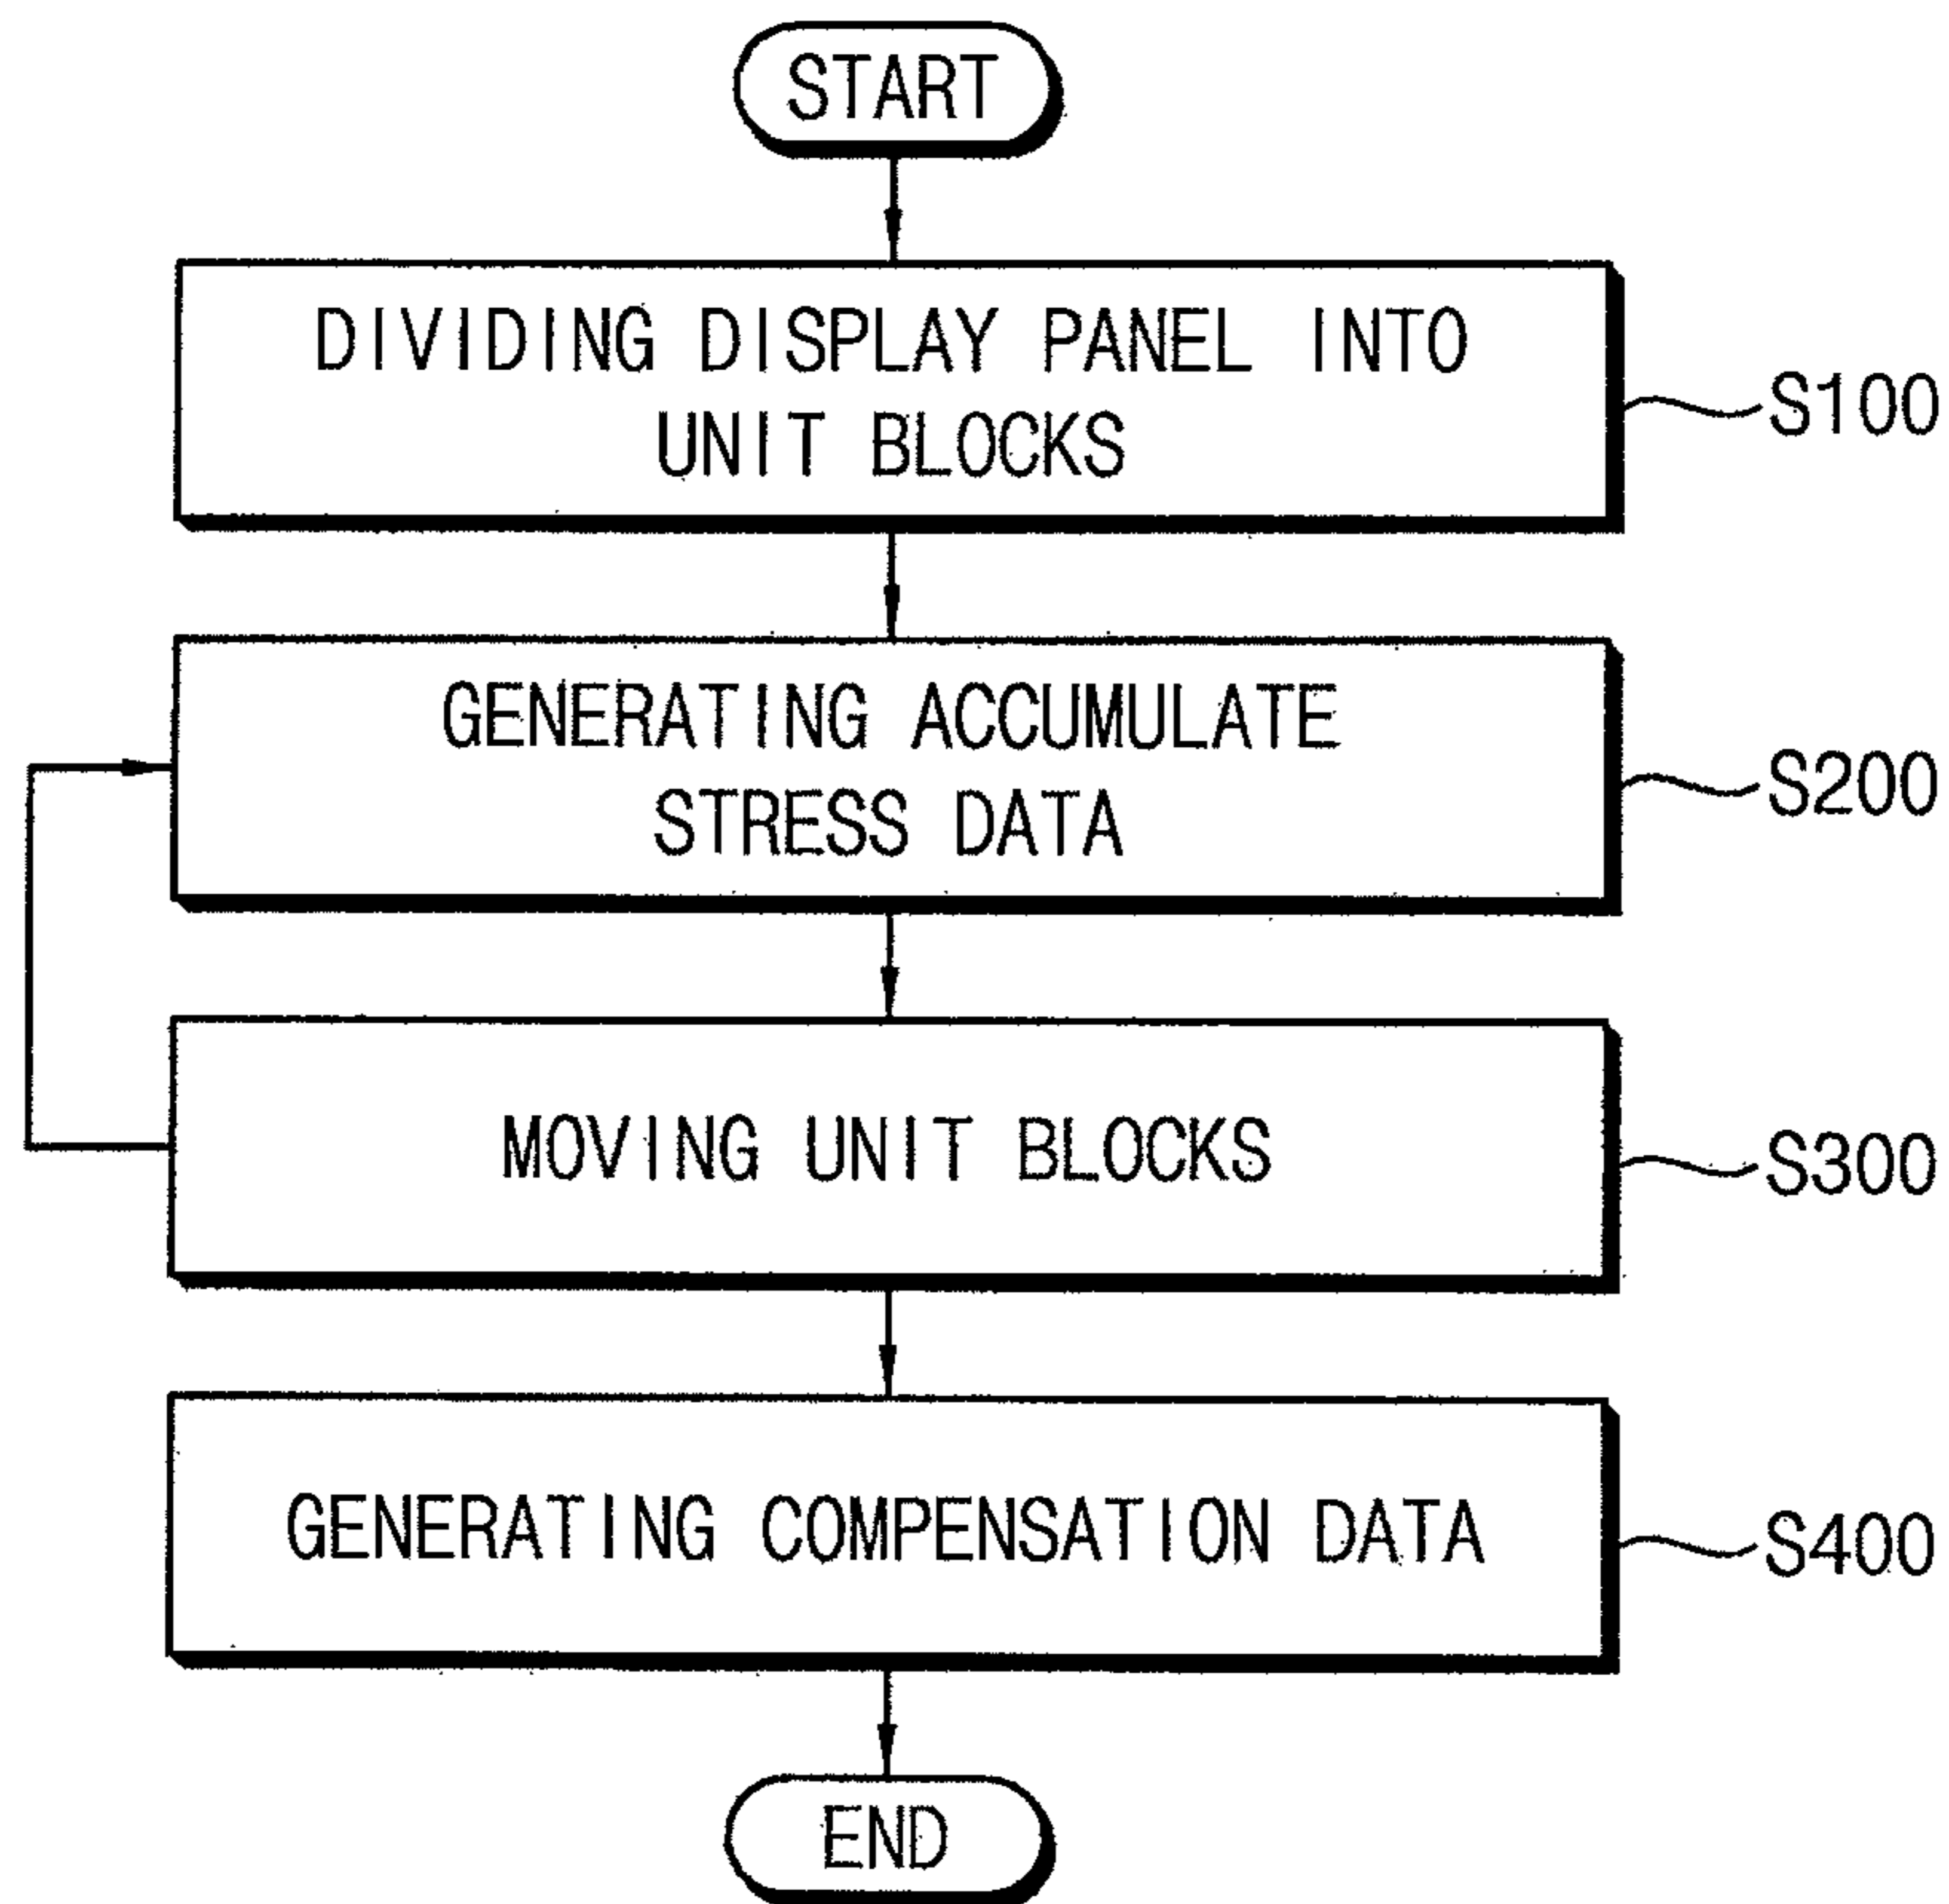 START
DIVIDING DISPLAY PANEL INTO
UNIT BLOCKS
S100
GENERATING ACCUMULATE
STRESS DATA
S200
MOVING UNIT BLOCKS
S300
GENERATING COMPENSATION DATA
S400
END